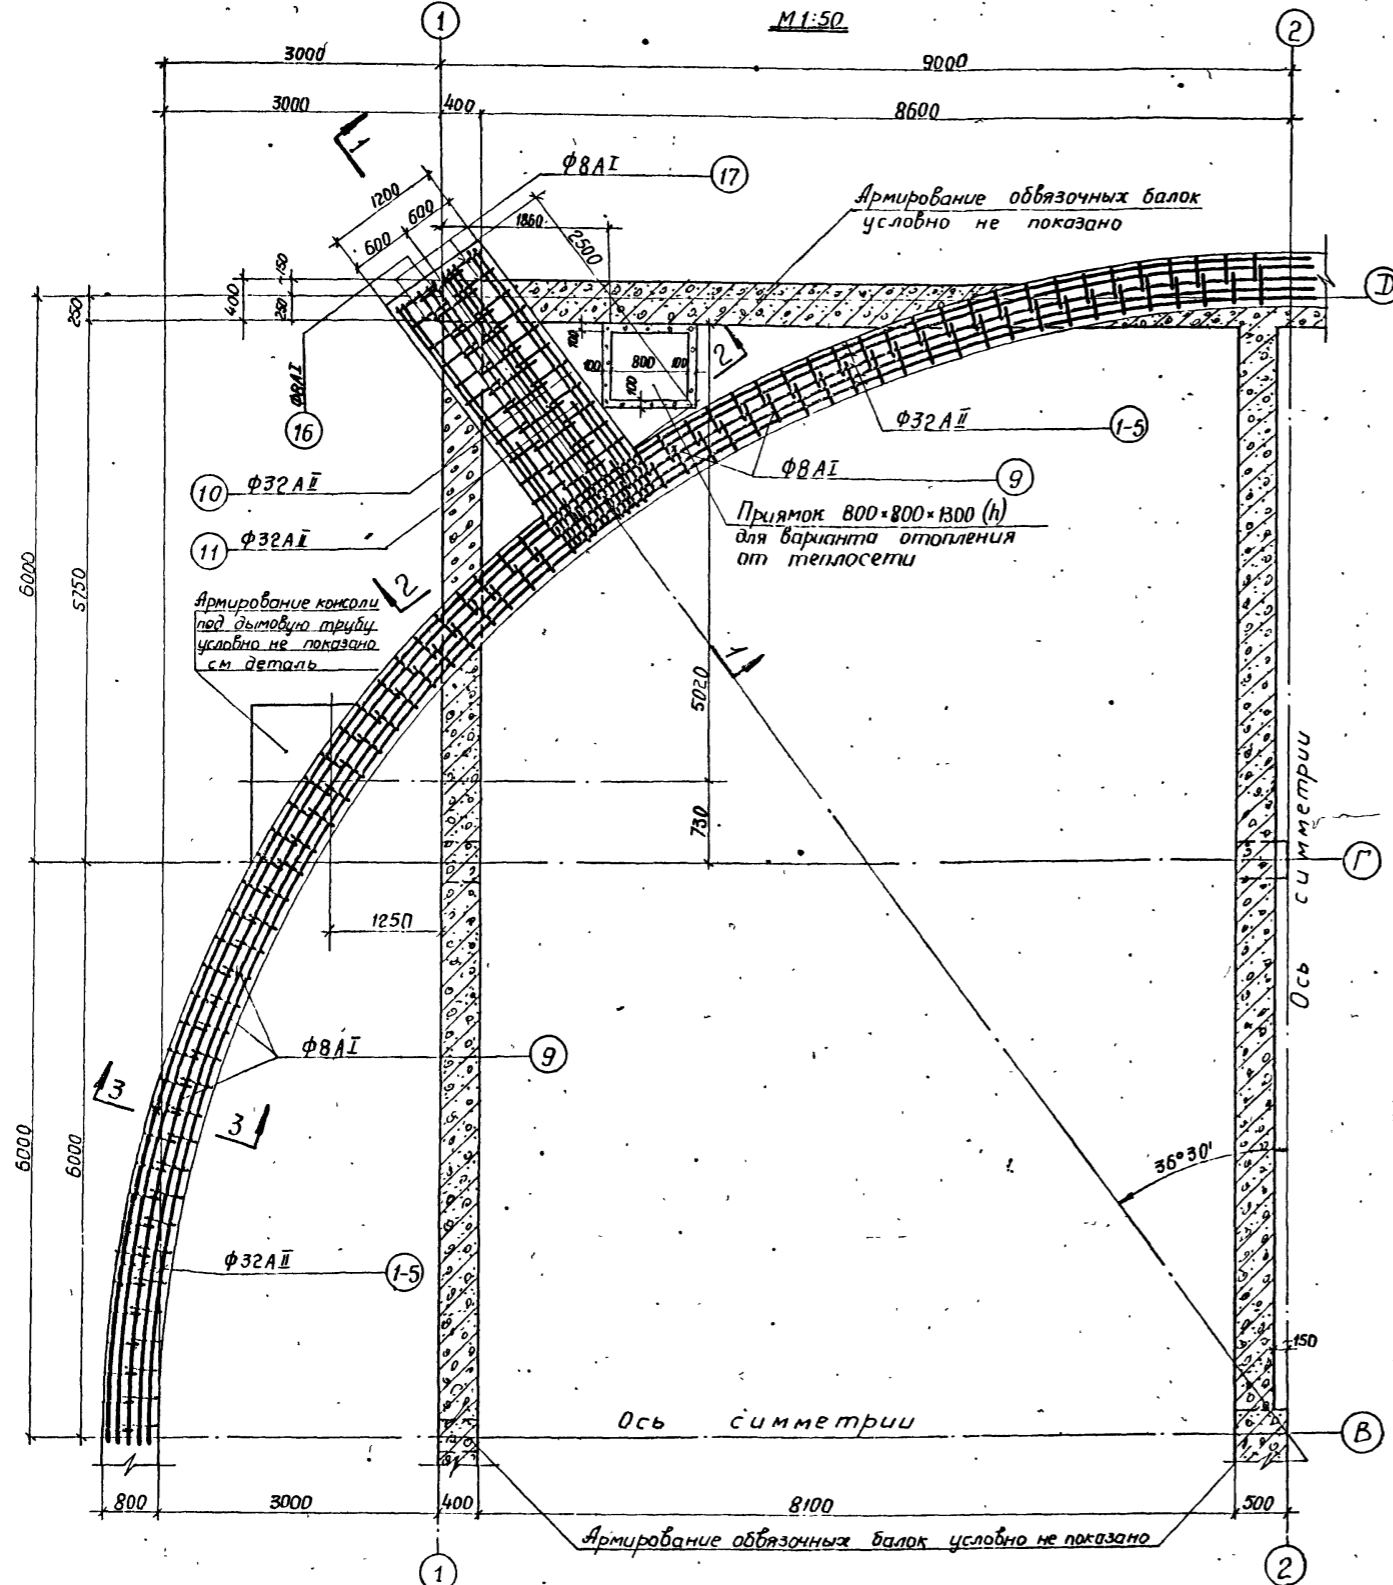 М 1:50
1
2
3000
9000
3000
400
8600
1
ф8АI
17
1200
600
600
1860
2500
Армирование обвязочных балок
условно не показано
Д
150
400
250
250
100
100
800
100
100
2
ф8АI
16
ф32АII
1-5
ф8АI
9
10
ф32АII
11
ф32АII
Приямок 800×800×1300 (h)
для варианта отопления
от теплосети
2
6000
5750
Армирование консоли
под дымовую трубу
условно не показано
см деталь
1
5020
730
Ось симметрии
Г
1250
ф8АI
9
3
3
6000
6000
36°30'
ф32АII
1-5
150
Ось симметрии
В
800
3000
400
8100
500
Армирование обвязочных балок условно не показано
1
2